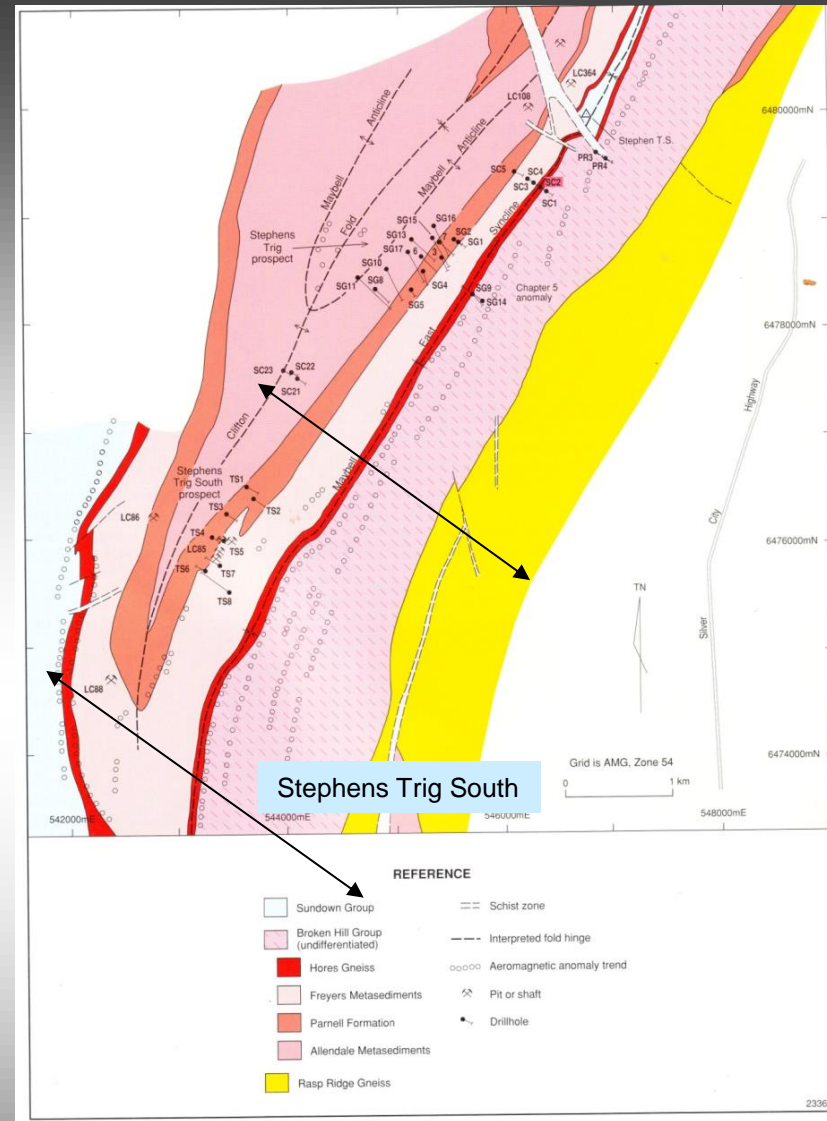 LC364
LC108
6480000mN
Stephen T.S.
PR3
PR4
Anticline
Maybell
Anticline
Maybell
Fold
SC5
SC4
SC3
SC2
SC1
Syncline
SG16
SG15
SG2
SG13
7
SG1
SG17
6
3
Stephens
Trig
prospect
SG10
SG8
SG11
SG4
SG5
SG9
SG14
Chapter 5
anomaly
6478000mN
East
SC23
SC22
SC21
Highway
Clifton
Maybell
Stephens
Trig South
prospect
TS1
TS2
TS3
LC86
TS4
LC85
TS5
TS6
TS7
TS8
6476000mN
City
TN
Silver
LC88
6474000mN
Grid is AMG, Zone 54
0 1 km
Stephens Trig South
542000mE 544000mE 546000mE 548000mE
REFERENCE
Sundown Group
Broken Hill Group
(undifferentiated)
Hores Gneiss
Freyers Metasediments
Parnell Formation
Allendale Metasediments
Rasp Ridge Gneiss
Schist zone
Interpreted fold hinge
Aeromagnetic anomaly trend
Pit or shaft
Drillhole
2336